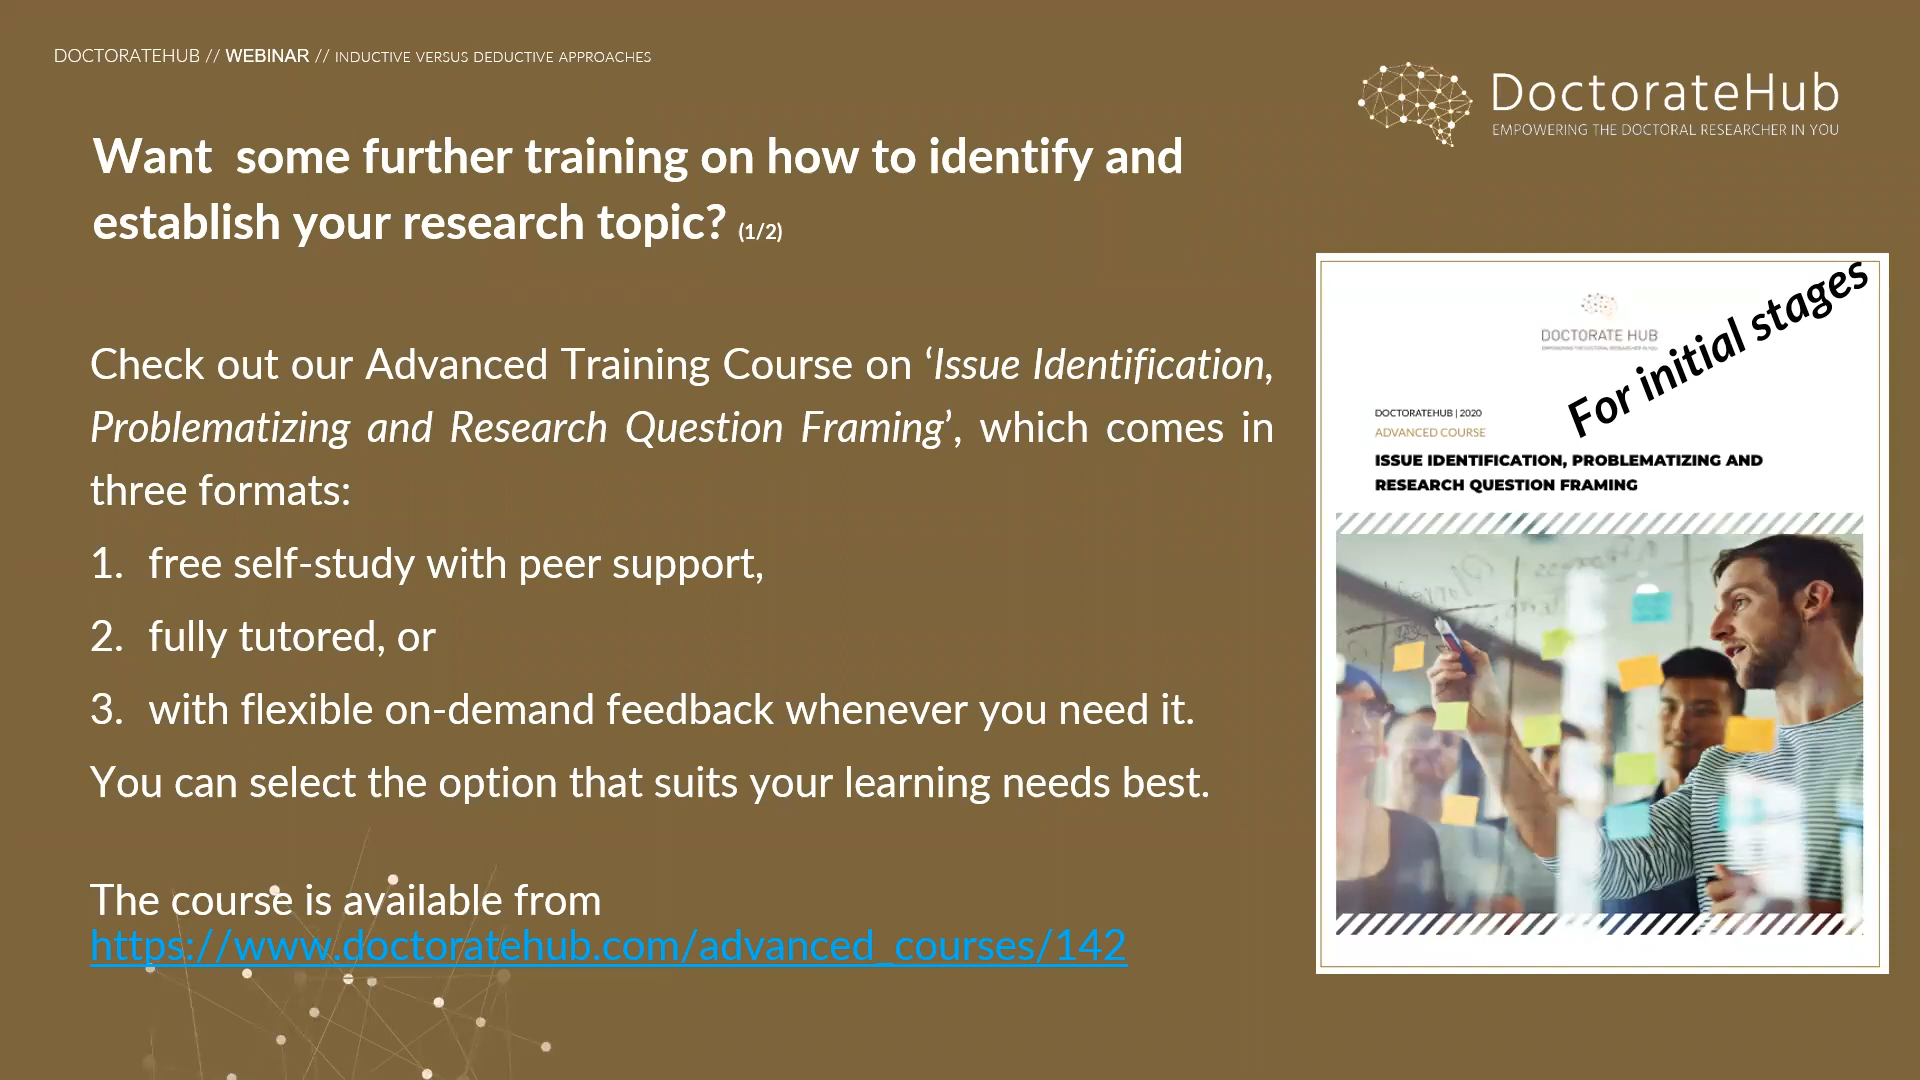 DOCTORATEHUB // WEBINAR // INDUCTIVE VERSUS DEDUCTIVE APPROACHES
DoctorateHub
EMPOWERING THE DOCTORAL RESEARCHER IN YOU
Want some further training on how to identify and
establish your research topic? (1/2)
Check out our Advanced Training Course on ‘Issue Identification,
Problematizing and Research Question Framing’, which comes in
three formats:
1. free self-study with peer support,
2. fully tutored, or
3. with flexible on-demand feedback whenever you need it.
You can select the option that suits your learning needs best.
The course is available from
https://www.doctoratehub.com/advanced_courses/142
For initial stages
DOCTORATE HUB
DOCTORATEHUB | 2020
ADVANCED COURSE
ISSUE IDENTIFICATION, PROBLEMATIZING AND
RESEARCH QUESTION FRAMING